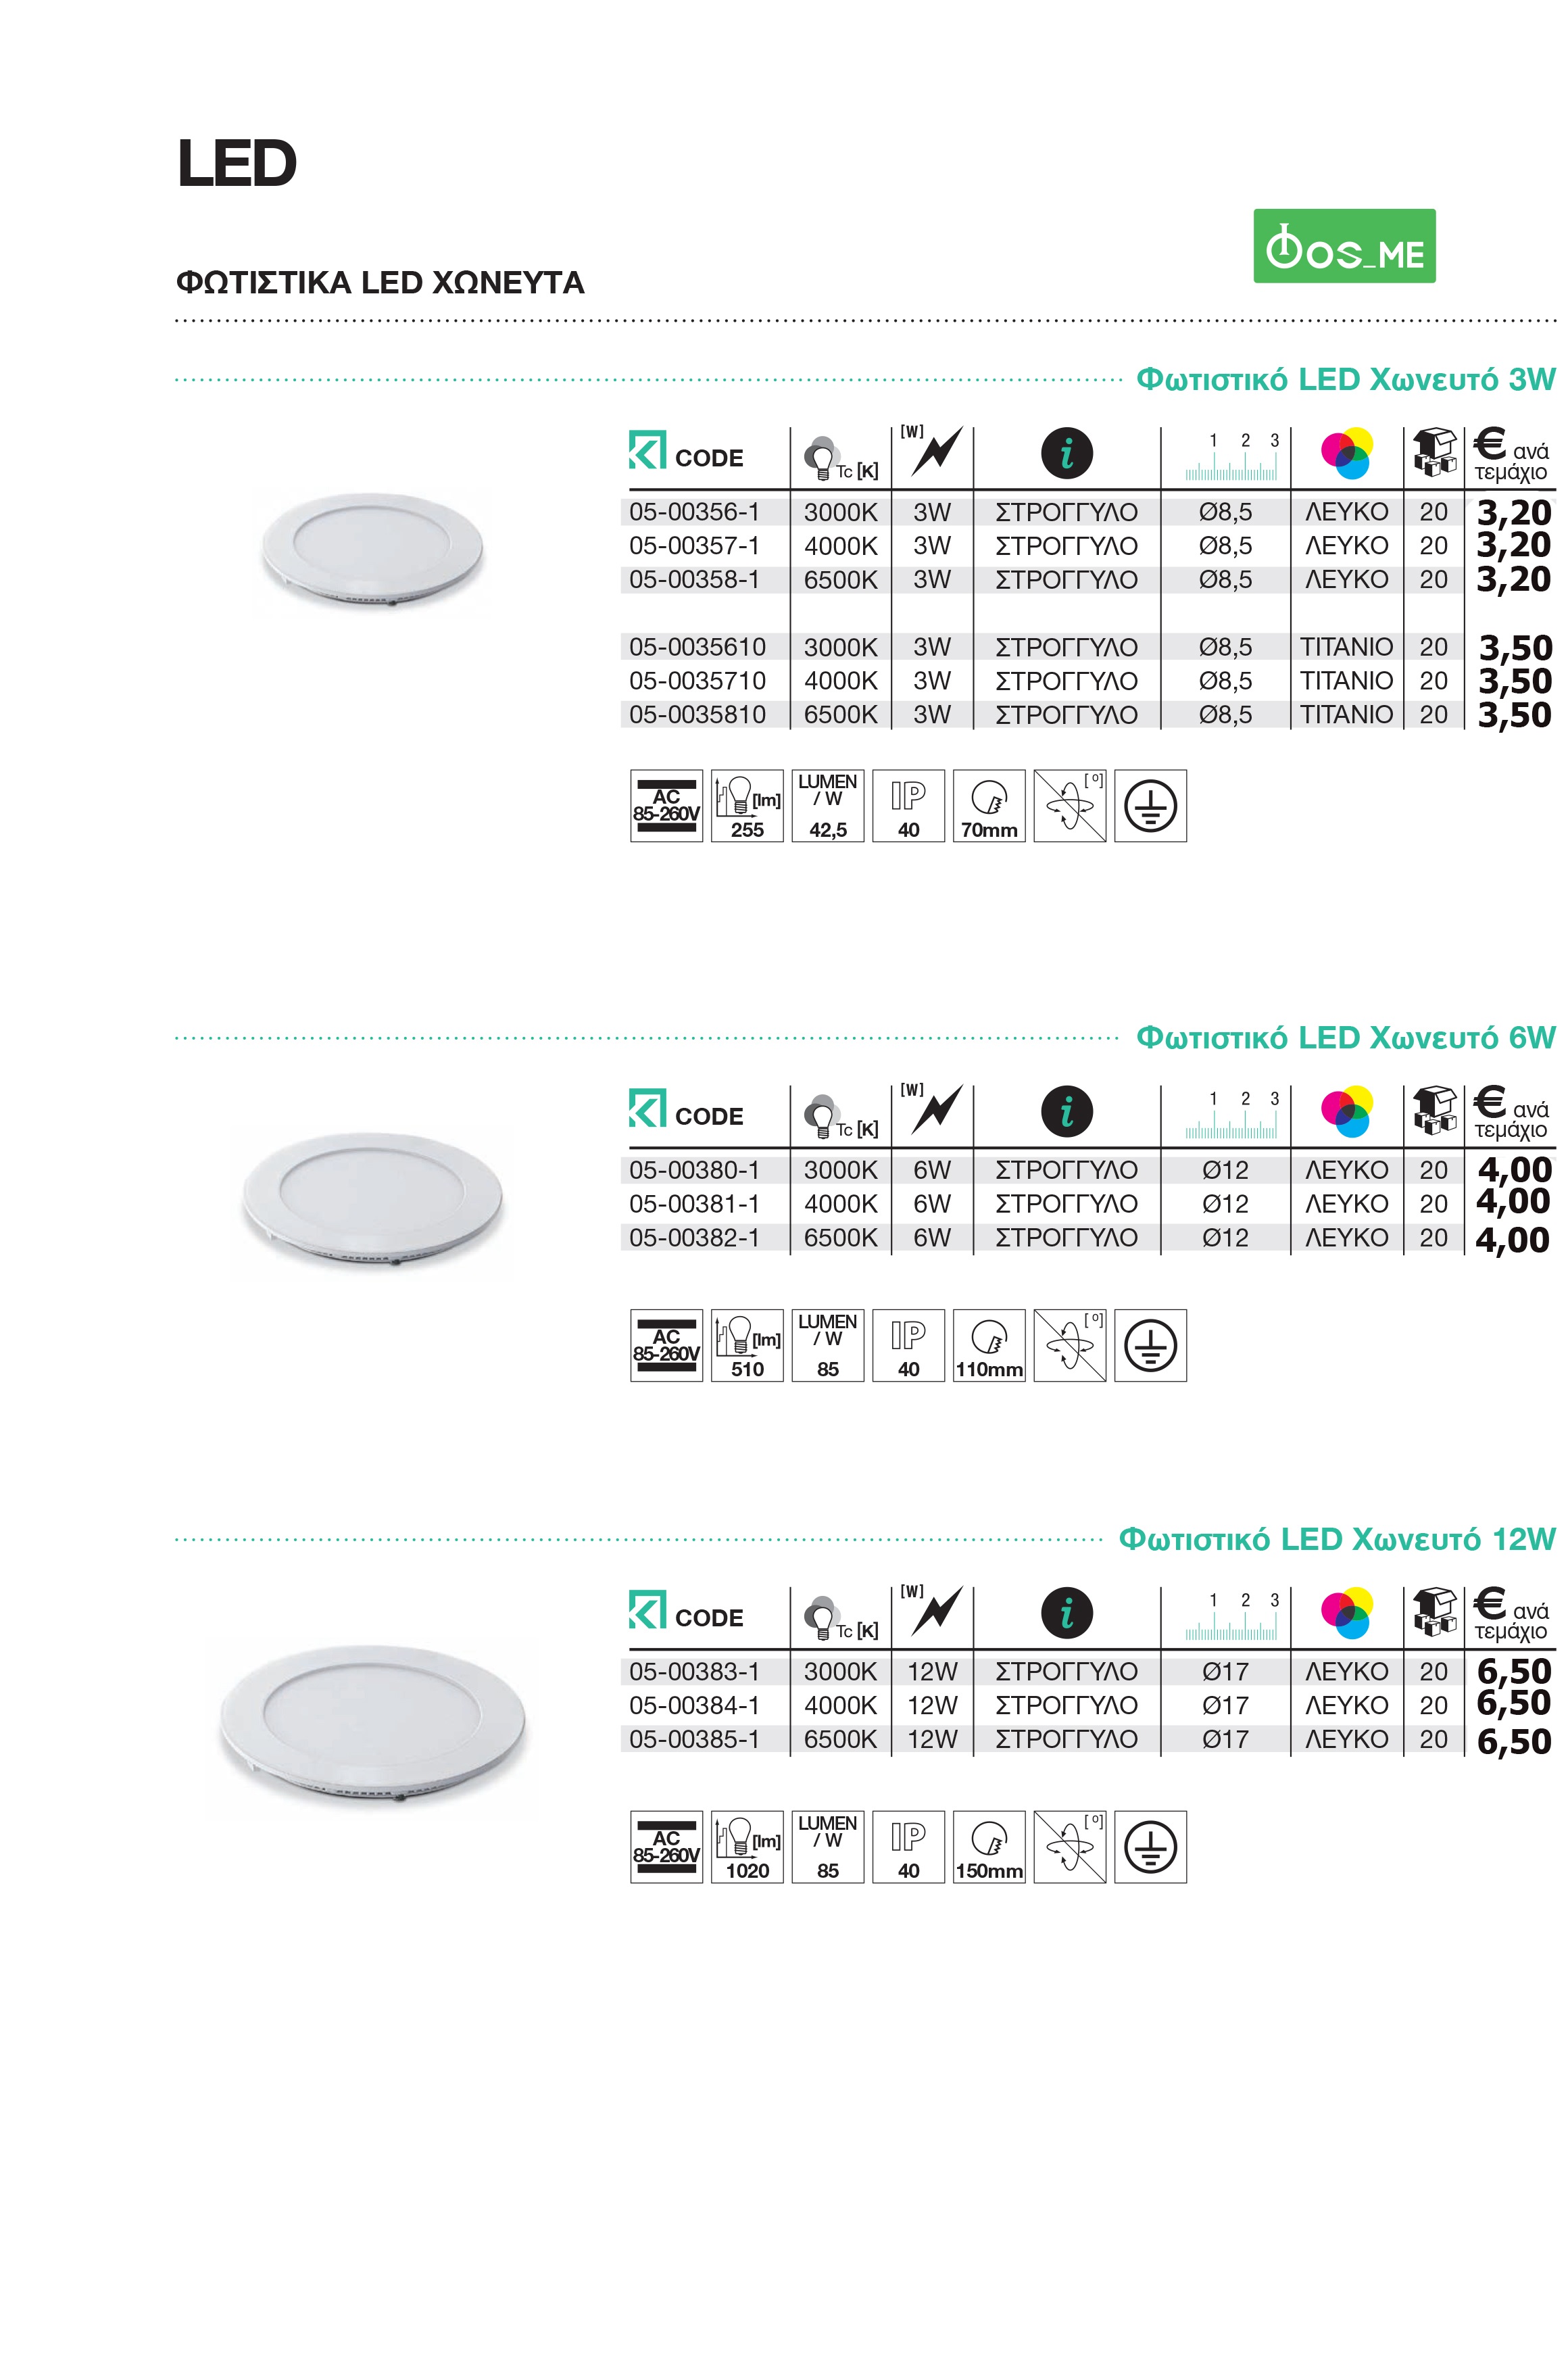 LED
ΦOS_ME
ΦΩΤΙΣΤΙΚΑ LED ΧΩΝΕΥΤΑ
Φωτιστικό LED Χωνευτό 3W
CODE Tc [K] [W] i 1 2 3 € ανά τεμάχιο
05-00356-1 3000K 3W ΣΤΡΟΓΓΥΛΟ Ø8,5 ΛΕΥΚΟ 20 3,20
05-00357-1 4000K 3W ΣΤΡΟΓΓΥΛΟ Ø8,5 ΛΕΥΚΟ 20 3,20
05-00358-1 6500K 3W ΣΤΡΟΓΓΥΛΟ Ø8,5 ΛΕΥΚΟ 20 3,20
05-0035610 3000K 3W ΣΤΡΟΓΓΥΛΟ Ø8,5 ΤΙΤΑΝΙΟ 20 3,50
05-0035710 4000K 3W ΣΤΡΟΓΓΥΛΟ Ø8,5 ΤΙΤΑΝΙΟ 20 3,50
05-0035810 6500K 3W ΣΤΡΟΓΓΥΛΟ Ø8,5 ΤΙΤΑΝΙΟ 20 3,50
AC 85-260V [lm] 255 LUMEN / W 42,5 IP 40 70mm [º]
Φωτιστικό LED Χωνευτό 6W
CODE Tc [K] [W] i 1 2 3 € ανά τεμάχιο
05-00380-1 3000K 6W ΣΤΡΟΓΓΥΛΟ Ø12 ΛΕΥΚΟ 20 4,00
05-00381-1 4000K 6W ΣΤΡΟΓΓΥΛΟ Ø12 ΛΕΥΚΟ 20 4,00
05-00382-1 6500K 6W ΣΤΡΟΓΓΥΛΟ Ø12 ΛΕΥΚΟ 20 4,00
AC 85-260V [lm] 510 LUMEN / W 85 IP 40 110mm [º]
Φωτιστικό LED Χωνευτό 12W
CODE Tc [K] [W] i 1 2 3 € ανά τεμάχιο
05-00383-1 3000K 12W ΣΤΡΟΓΓΥΛΟ Ø17 ΛΕΥΚΟ 20 6,50
05-00384-1 4000K 12W ΣΤΡΟΓΓΥΛΟ Ø17 ΛΕΥΚΟ 20 6,50
05-00385-1 6500K 12W ΣΤΡΟΓΓΥΛΟ Ø17 ΛΕΥΚΟ 20 6,50
AC 85-260V [lm] 1020 LUMEN / W 85 IP 40 150mm [º]